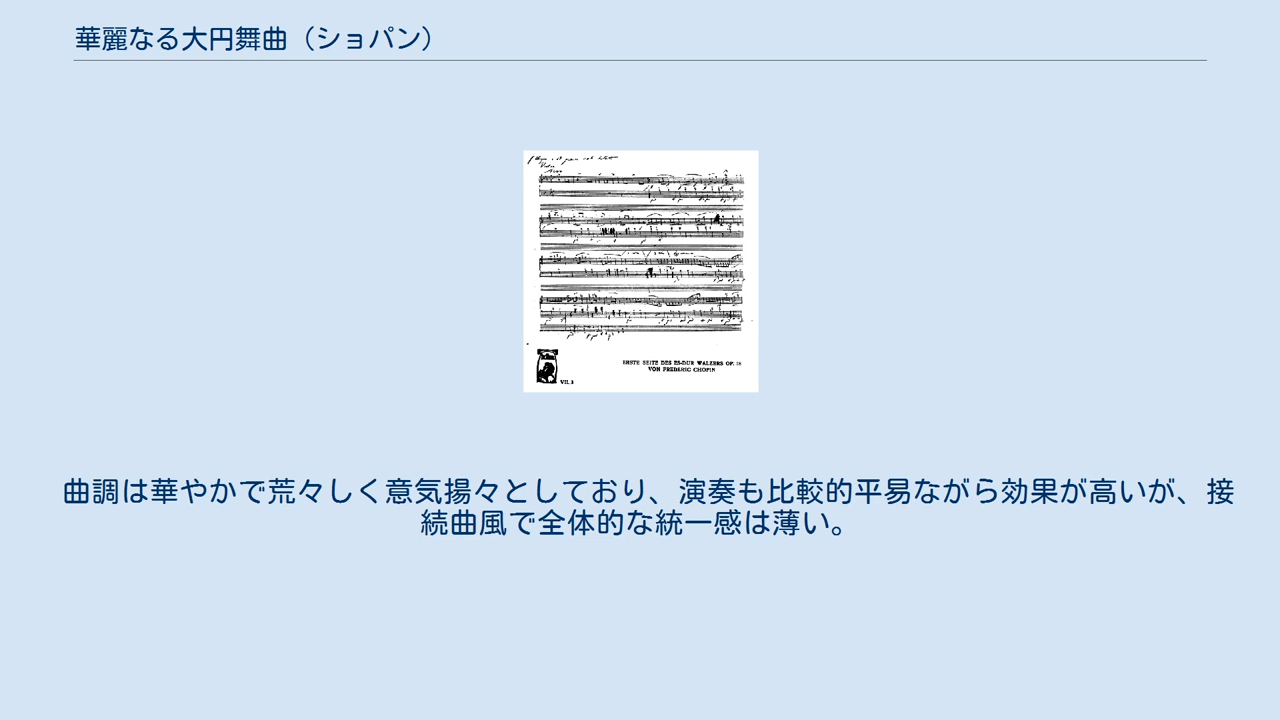 華麗なる大円舞曲（ショパン）
ERSTE SEITE DES ES-DUR WALZERS OP. 18
VON FREDERIC CHOPIN
VII. 3
曲調は華やかで荒々しく意気揚々としており、演奏も比較的平易ながら効果が高いが、接
続曲風で全体的な統一感は薄い。